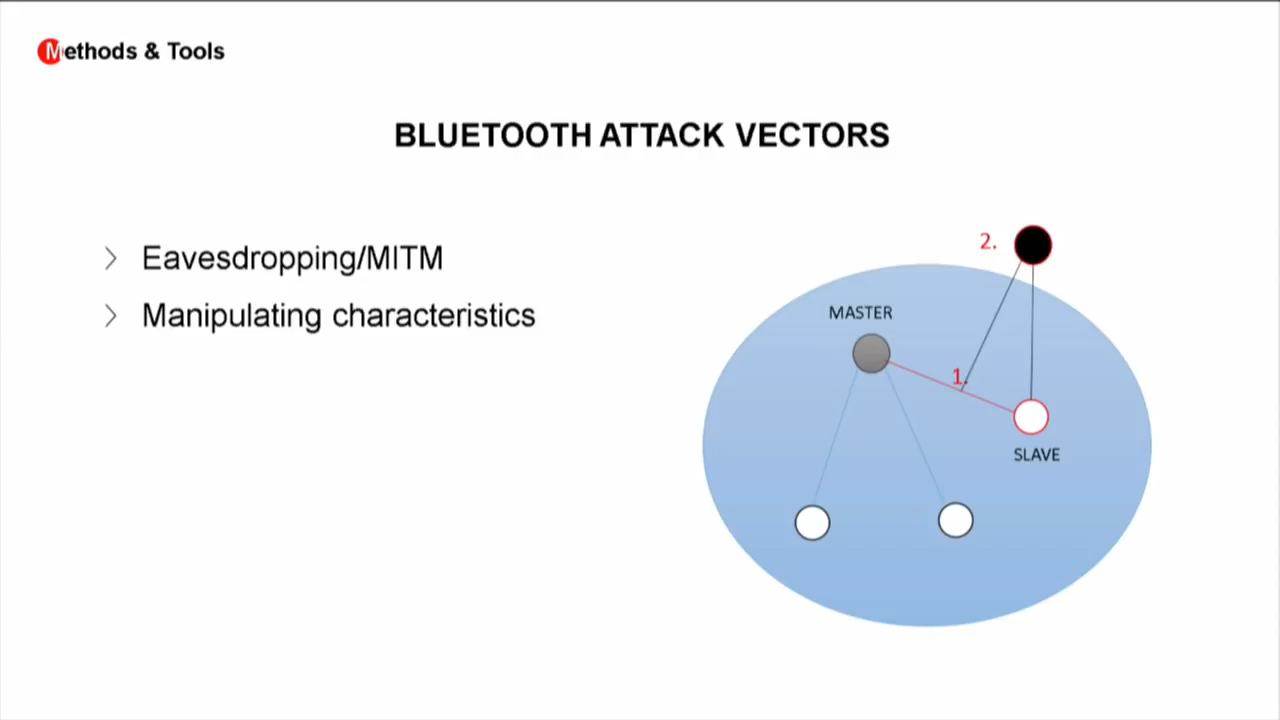 Methods & Tools
BLUETOOTH ATTACK VECTORS
Eavesdropping/MITM
Manipulating characteristics
2.
MASTER
1.
SLAVE